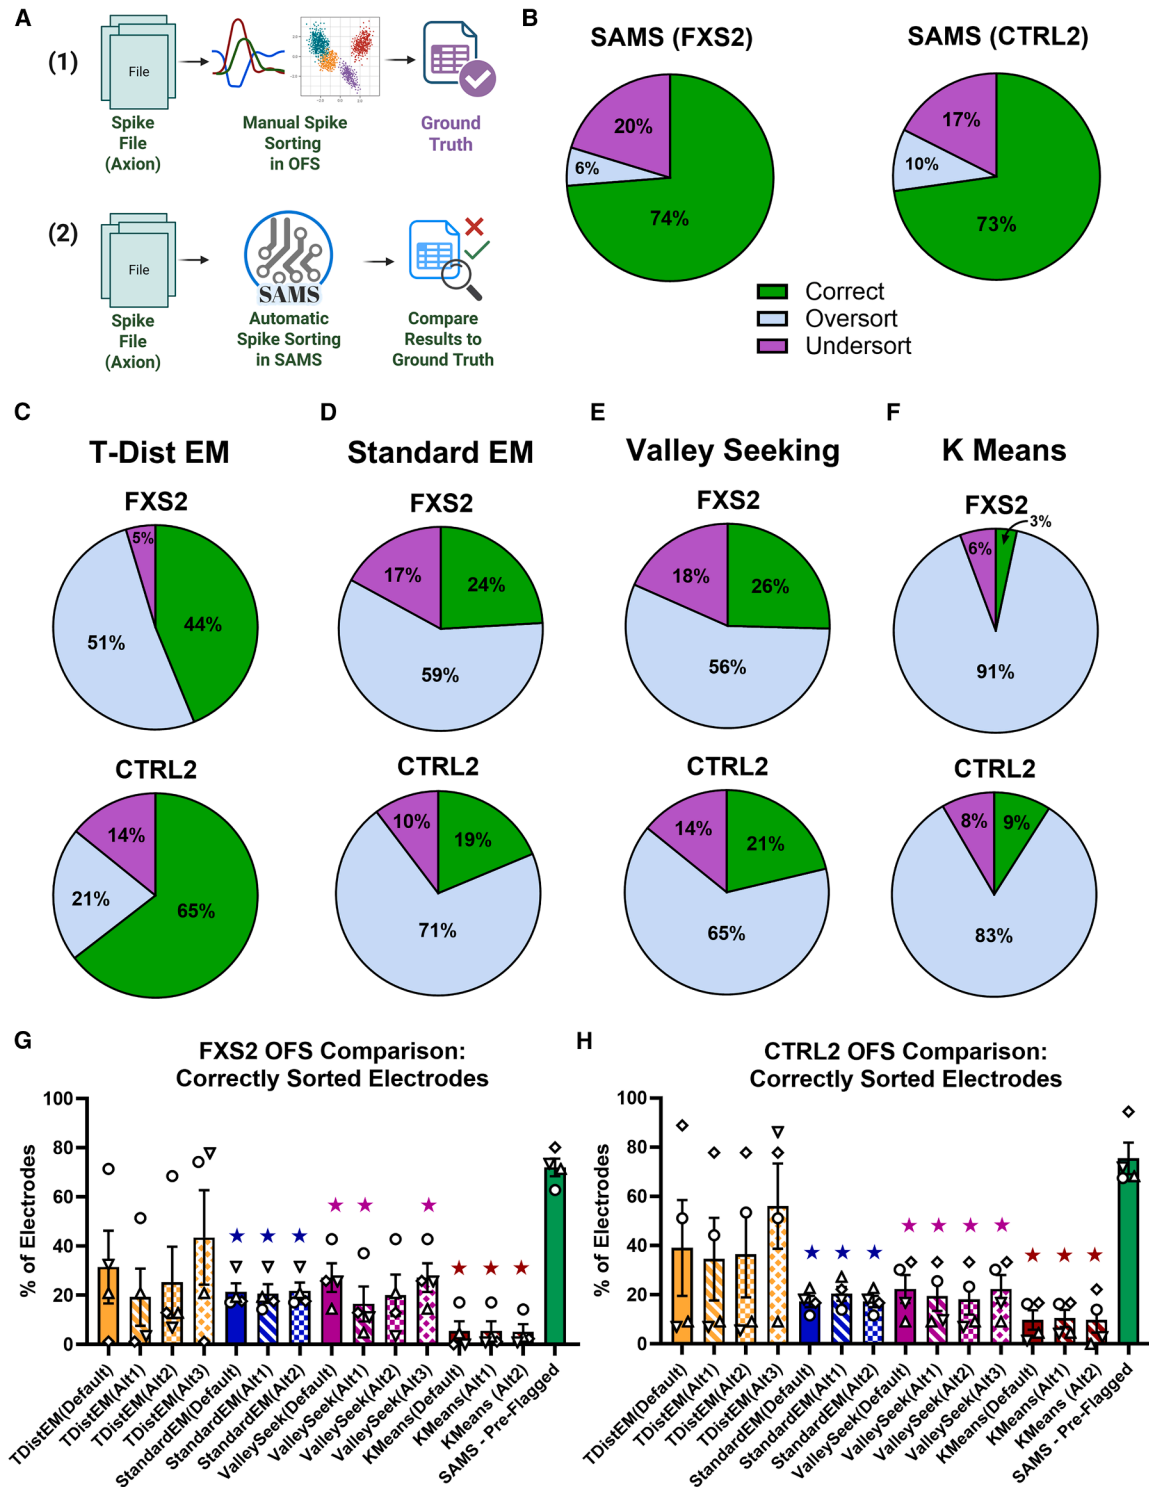 A
(1)
File
Spike
File
(Axion)
Manual Spike
Sorting
in OFS
Ground
Truth
(2)
File
Spike
File
(Axion)
SAMS
Automatic
Spike Sorting
in SAMS
Compare
Results to
Ground Truth
B
SAMS (FXS2)
20%
6%
74%
SAMS (CTRL2)
17%
10%
73%
Correct
Oversort
Undersort
C
T-Dist EM
FXS2
5%
44%
51%
CTRL2
14%
21%
65%
D
Standard EM
FXS2
17%
24%
59%
CTRL2
10%
19%
71%
E
Valley Seeking
FXS2
18%
26%
56%
CTRL2
14%
21%
65%
F
K Means
FXS2
3%
6%
91%
CTRL2
8%
9%
83%
G
FXS2 OFS Comparison:
Correctly Sorted Electrodes
% of Electrodes
100
80
60
40
20
0
TDistEM(Default)
TDistEM(Alt1)
TDistEM(Alt2)
TDistEM(Alt3)
StandardEM(Default)
StandardEM(Alt1)
StandardEM(Alt2)
ValleySeek(Default)
ValleySeek(Alt1)
ValleySeek(Alt2)
ValleySeek(Alt3)
KMeans(Default)
KMeans(Alt1)
KMeans (Alt2)
SAMS - Pre-Flagged
H
CTRL2 OFS Comparison:
Correctly Sorted Electrodes
% of Electrodes
100
80
60
40
20
0
TDistEM(Default)
TDistEM(Alt1)
TDistEM(Alt2)
TDistEM(Alt3)
StandardEM(Default)
StandardEM(Alt1)
StandardEM(Alt2)
ValleySeek(Default)
ValleySeek(Alt1)
ValleySeek(Alt2)
ValleySeek(Alt3)
KMeans(Default)
KMeans(Alt1)
KMeans (Alt2)
SAMS - Pre-Flagged